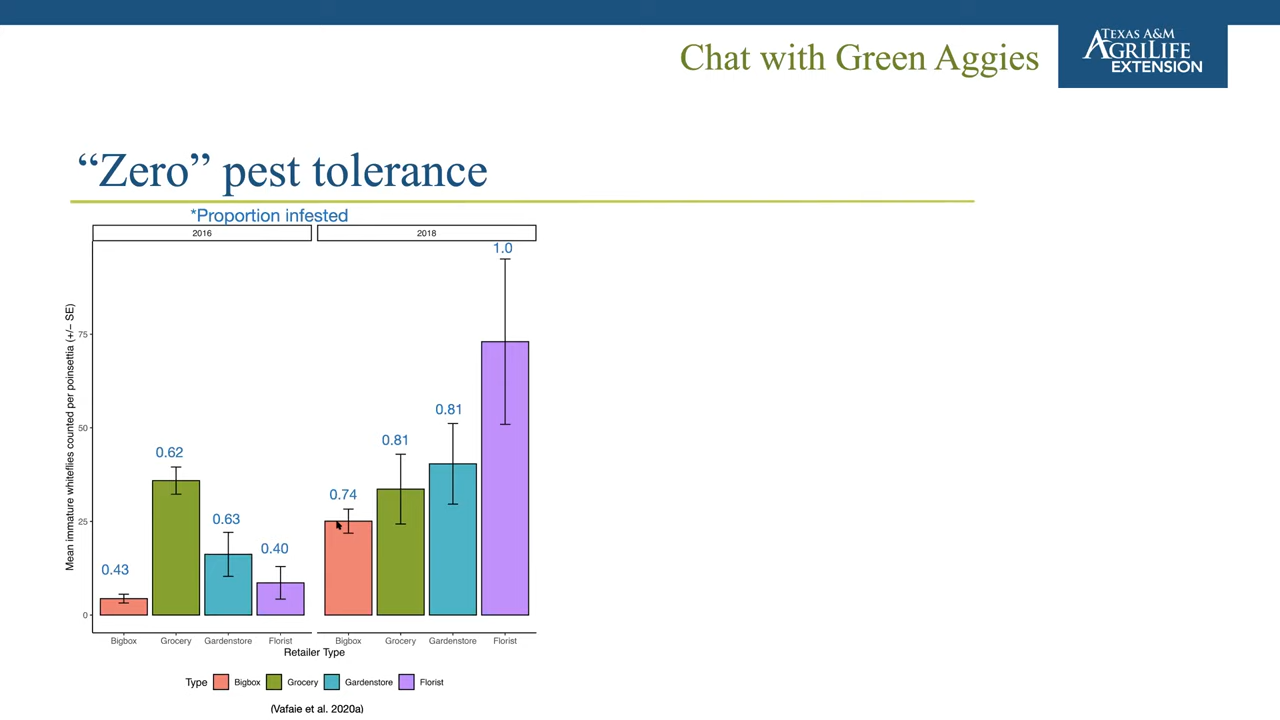 Chat with Green Aggies
TEXAS A&M
AGRILIFE
EXTENSION
“Zero” pest tolerance
*Proportion infested
2016
2018
Mean immature whiteflies counted per poinsettia (+/− SE)
75
50
25
0
0.43
0.62
0.63
0.40
0.74
0.81
0.81
1.0
Bigbox Grocery Gardenstore Florist
Bigbox Grocery Gardenstore Florist
Retailer Type
Type Bigbox Grocery Gardenstore Florist
(Vafaie et al. 2020a)